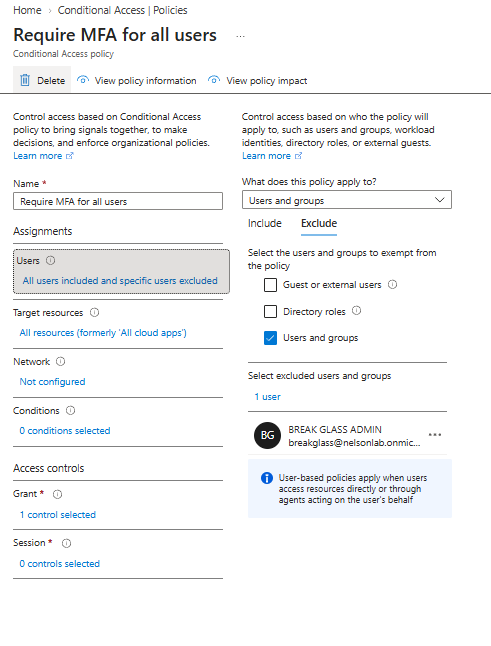 Home > Conditional Access | Policies
Require MFA for all users ...
Conditional Access policy
Delete View policy information View policy impact
Control access based on Conditional Access
policy to bring signals together, to make
decisions, and enforce organizational policies.
Learn more
Name *
Require MFA for all users
Assignments
Users
All users included and specific users excluded
Target resources
All resources (formerly 'All cloud apps')
Network
Not configured
Conditions
0 conditions selected
Access controls
Grant *
1 control selected
Session *
0 controls selected
Control access based on who the policy will
apply to, such as users and groups, workload
identities, directory roles, or external guests.
Learn more
What does this policy apply to?
Users and groups
Include Exclude
Select the users and groups to exempt from
the policy
Guest or external users
Directory roles
Users and groups
Select excluded users and groups
1 user
BG
BREAK GLASS ADMIN
breakglass@nelsonlab.onmic...
User-based policies apply when users
access resources directly or through
agents acting on the user's behalf